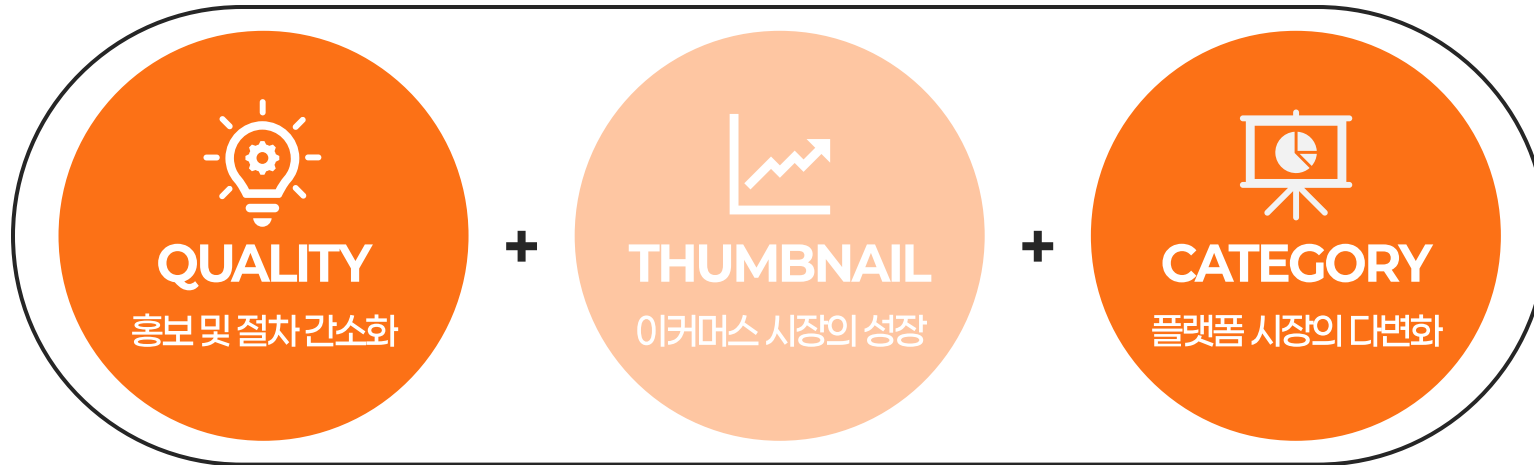 QUALITY
홍보 및 절차 간소화
+
THUMBNAIL
이커머스 시장의 성장
+
CATEGORY
플랫폼 시장의 다변화